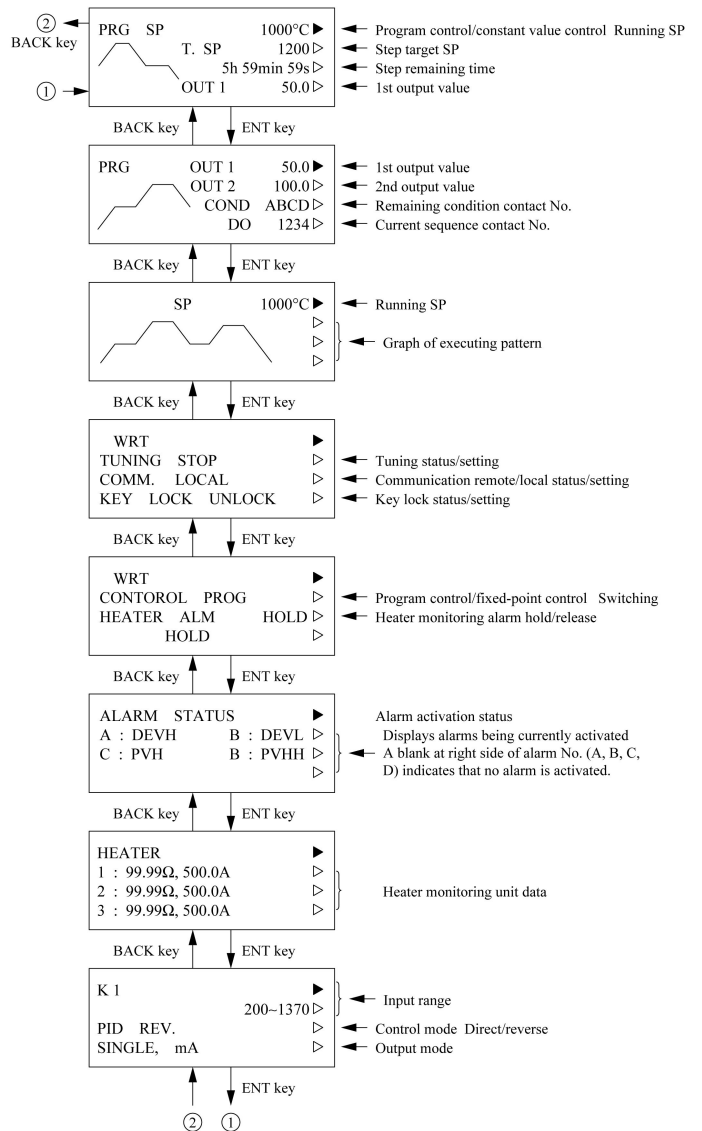 ②
BACK key
PRG SP 1000°C ▶ Program control/constant value control Running SP
T. SP 1200 ▷ Step target SP
5h 59min 59s ▷ Step remaining time
① OUT 1 50.0 ▷ 1st output value
BACK key ENT key
PRG OUT 1 50.0 ▶ 1st output value
OUT 2 100.0 ▷ 2nd output value
COND ABCD ▷ Remaining condition contact No.
DO 1234 ▷ Current sequence contact No.
BACK key ENT key
SP 1000°C ▶ Running SP
Graph of executing pattern
BACK key ENT key
WRT
TUNING STOP ▷ Tuning status/setting
COMM. LOCAL ▷ Communication remote/local status/setting
KEY LOCK UNLOCK ▷ Key lock status/setting
BACK key ENT key
WRT
CONTOROL PROG ▷ Program control/fixed-point control Switching
HEATER ALM HOLD ▷ Heater monitoring alarm hold/release
HOLD ▷
BACK key ENT key
ALARM STATUS ▶ Alarm activation status
A : DEVH B : DEVL ▷ Displays alarms being currently activated
C : PVH B : PVHH ▷ A blank at right side of alarm No. (A, B, C,
D) indicates that no alarm is activated.
BACK key ENT key
HEATER ▶
1 : 99.99Ω, 500.0A ▷
2 : 99.99Ω, 500.0A ▷ Heater monitoring unit data
3 : 99.99Ω, 500.0A ▷
BACK key ENT key
K 1 ▶
200~1370 ▷ Input range
PID REV. ▷ Control mode Direct/reverse
SINGLE, mA ▷ Output mode
ENT key
② ①